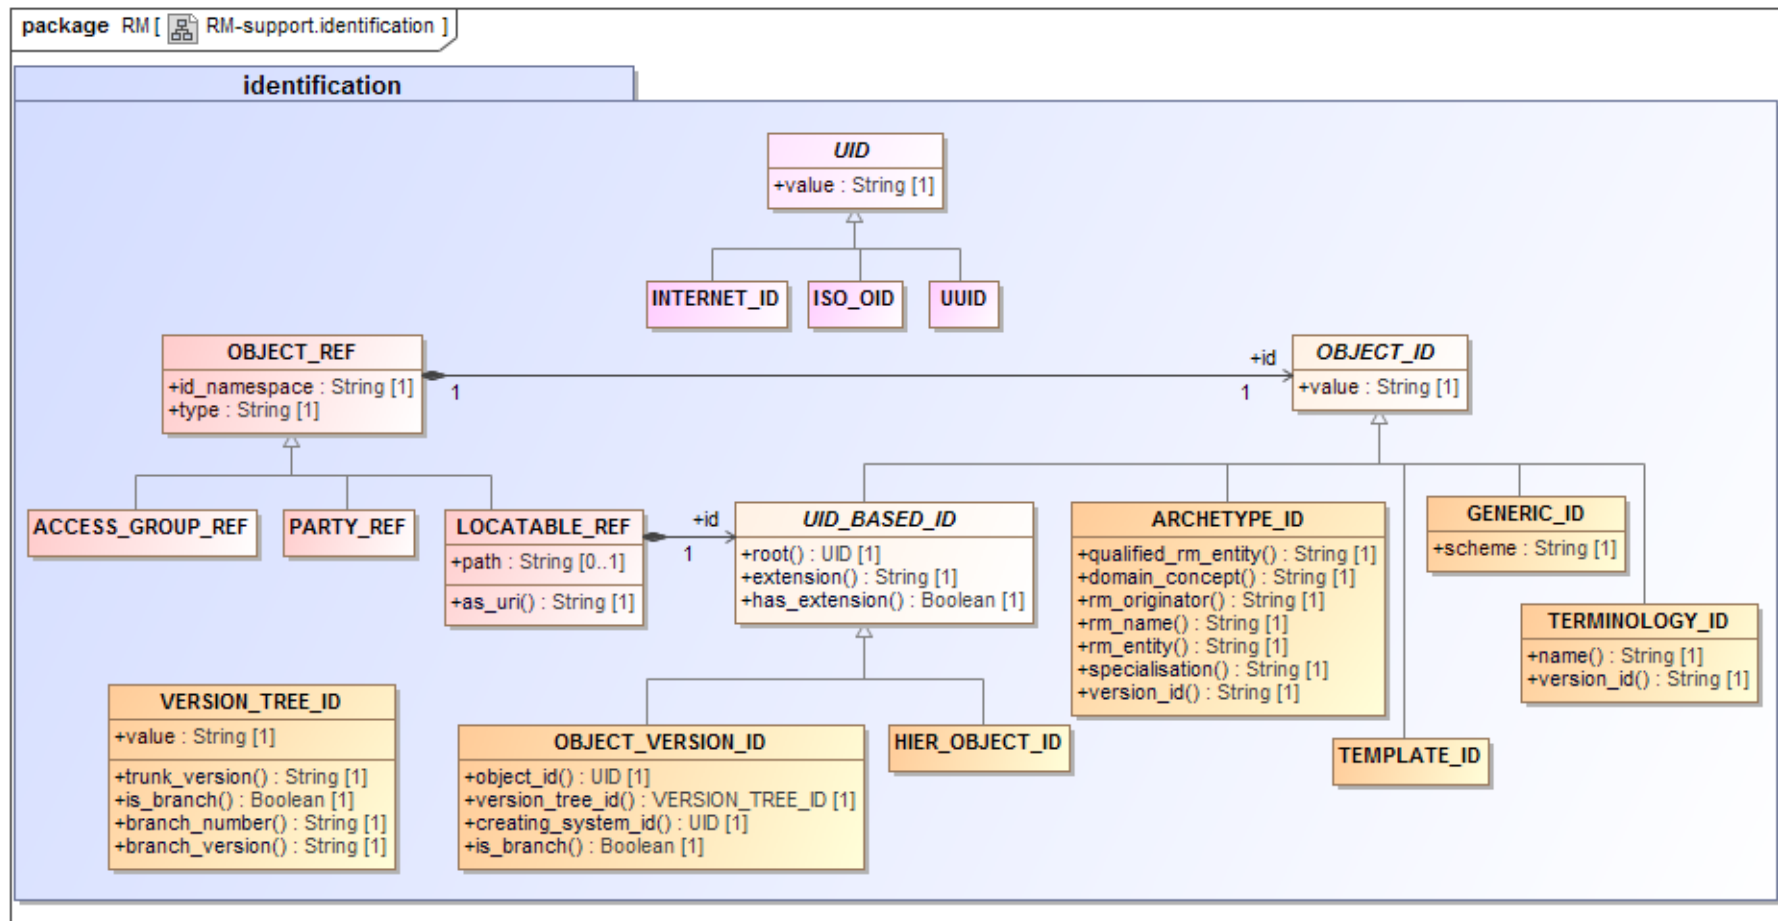 package RM [ RM-support.identification ]
identification
UID
+value : String [1]
INTERNET_ID
ISO_OID
UUID
OBJECT_REF
+id_namespace : String [1]
+type : String [1]
1
+id
1
OBJECT_ID
+value : String [1]
ACCESS_GROUP_REF
PARTY_REF
LOCATABLE_REF
+path : String [0..1]
+as_uri() : String [1]
+id
1
UID_BASED_ID
+root() : UID [1]
+extension() : String [1]
+has_extension() : Boolean [1]
ARCHETYPE_ID
+qualified_rm_entity() : String [1]
+domain_concept() : String [1]
+rm_originator() : String [1]
+rm_name() : String [1]
+rm_entity() : String [1]
+specialisation() : String [1]
+version_id() : String [1]
GENERIC_ID
+scheme : String [1]
TERMINOLOGY_ID
+name() : String [1]
+version_id() : String [1]
VERSION_TREE_ID
+value : String [1]
+trunk_version() : String [1]
+is_branch() : Boolean [1]
+branch_number() : String [1]
+branch_version() : String [1]
OBJECT_VERSION_ID
+object_id() : UID [1]
+version_tree_id() : VERSION_TREE_ID [1]
+creating_system_id() : UID [1]
+is_branch() : Boolean [1]
HIER_OBJECT_ID
TEMPLATE_ID